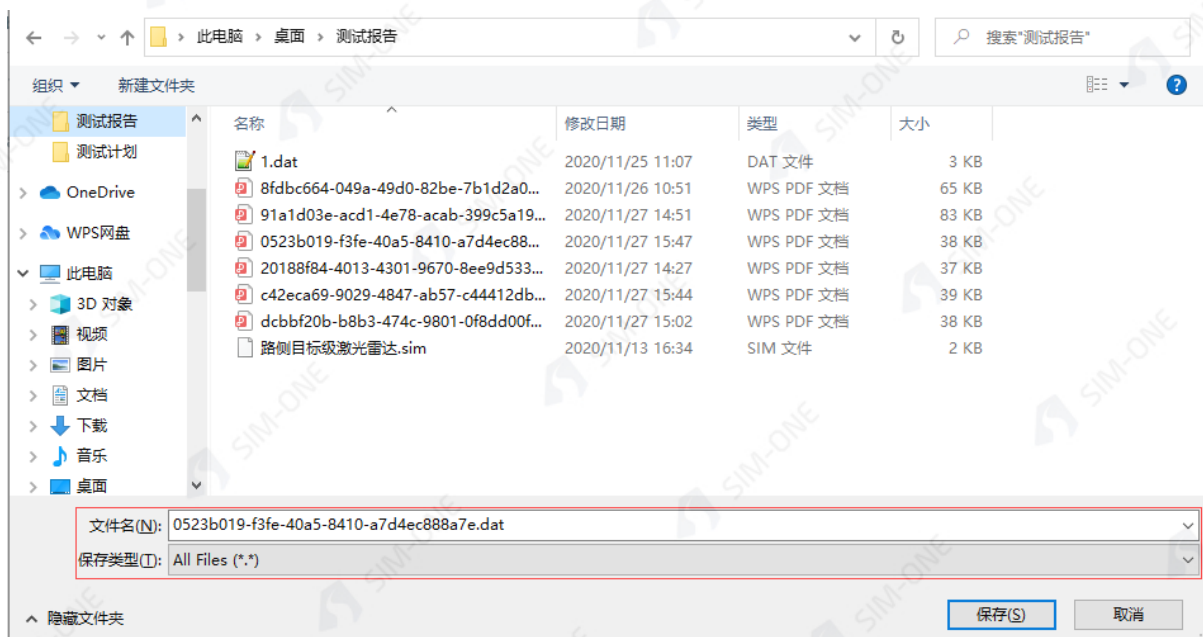 此电脑 › 桌面 › 测试报告
搜索"测试报告"
组织
新建文件夹
测试报告
测试计划
OneDrive
WPS网盘
此电脑
3D 对象
视频
图片
文档
下载
音乐
桌面
名称 修改日期 类型 大小
1.dat 2020/11/25 11:07 DAT 文件 3 KB
8fdbc664-049a-49d0-82be-7b1d2a0... 2020/11/26 10:51 WPS PDF 文档 65 KB
91a1d03e-acd1-4e78-acab-399c5a19... 2020/11/27 14:51 WPS PDF 文档 83 KB
0523b019-f3fe-40a5-8410-a7d4ec88... 2020/11/27 15:47 WPS PDF 文档 38 KB
20188f84-4013-4301-9670-8ee9d533... 2020/11/27 14:27 WPS PDF 文档 37 KB
c42eca69-9029-4847-ab57-c44412db... 2020/11/27 15:44 WPS PDF 文档 39 KB
dcbbf20b-b8b3-474c-9801-0f8dd00f... 2020/11/27 15:02 WPS PDF 文档 38 KB
路侧目标级激光雷达.sim 2020/11/13 16:34 SIM 文件 2 KB
文件名(N): 0523b019-f3fe-40a5-8410-a7d4ec888a7e.dat
保存类型(T): All Files (*.*)
隐藏文件夹
保存(S)
取消
SIM-ONE